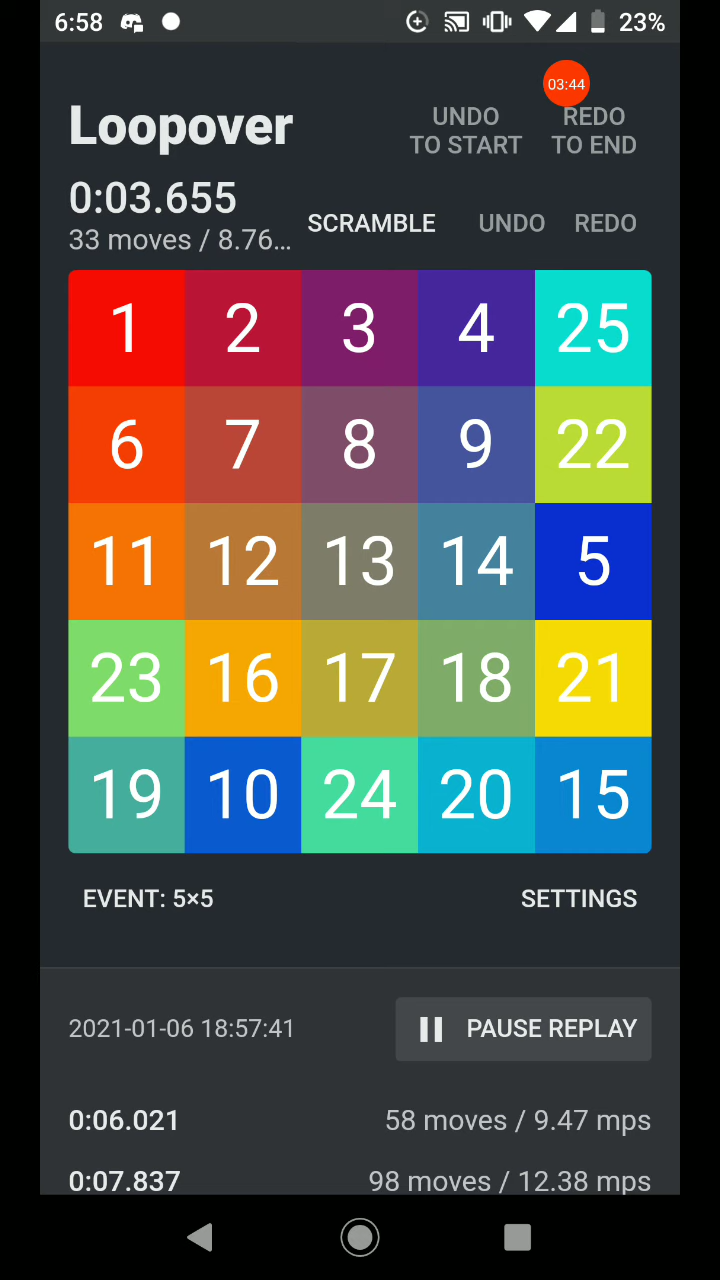 6:58 23%
03:44
Loopover
UNDO TO START
REDO TO END
0:03.655
33 moves / 8.76…
SCRAMBLE UNDO REDO
1 2 3 4 25
6 7 8 9 22
11 12 13 14 5
23 16 17 18 21
19 10 24 20 15
EVENT: 5×5 SETTINGS
2021-01-06 18:57:41 PAUSE REPLAY
0:06.021 58 moves / 9.47 mps
0:07.837 98 moves / 12.38 mps